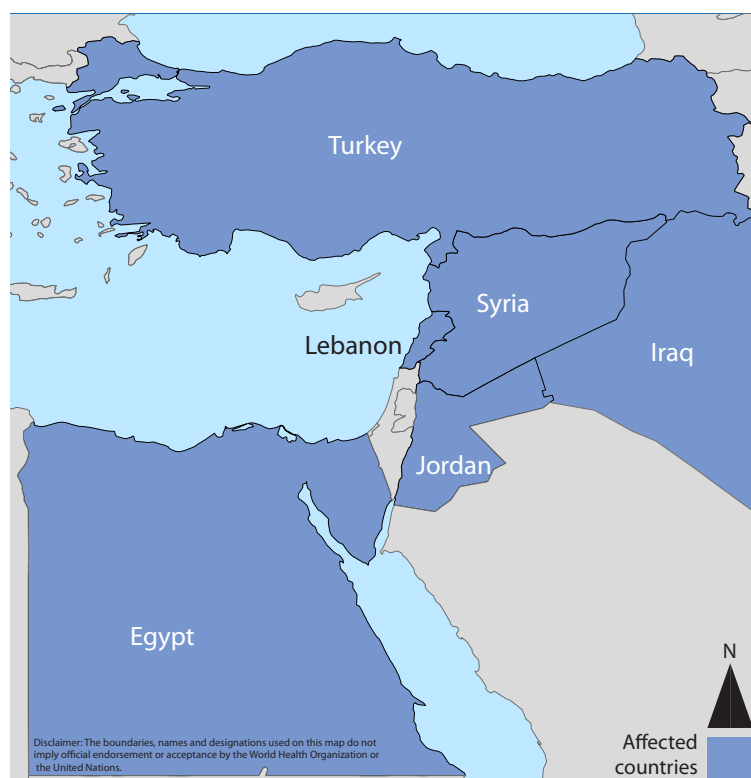 Turkey
Syria
Lebanon
Iraq
Jordan
Egypt
N
Disclaimer: The boundaries, names and designations used on this map do not
imply official endorsement or acceptance by the World Health Organization or
the United Nations.
Affected
countries